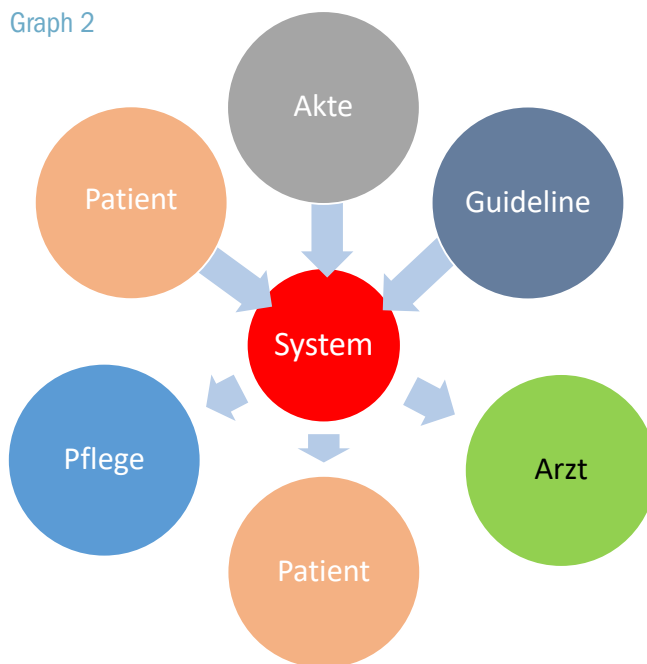 Graph 2
Akte
Patient
Guideline
System
Pflege
Arzt
Patient